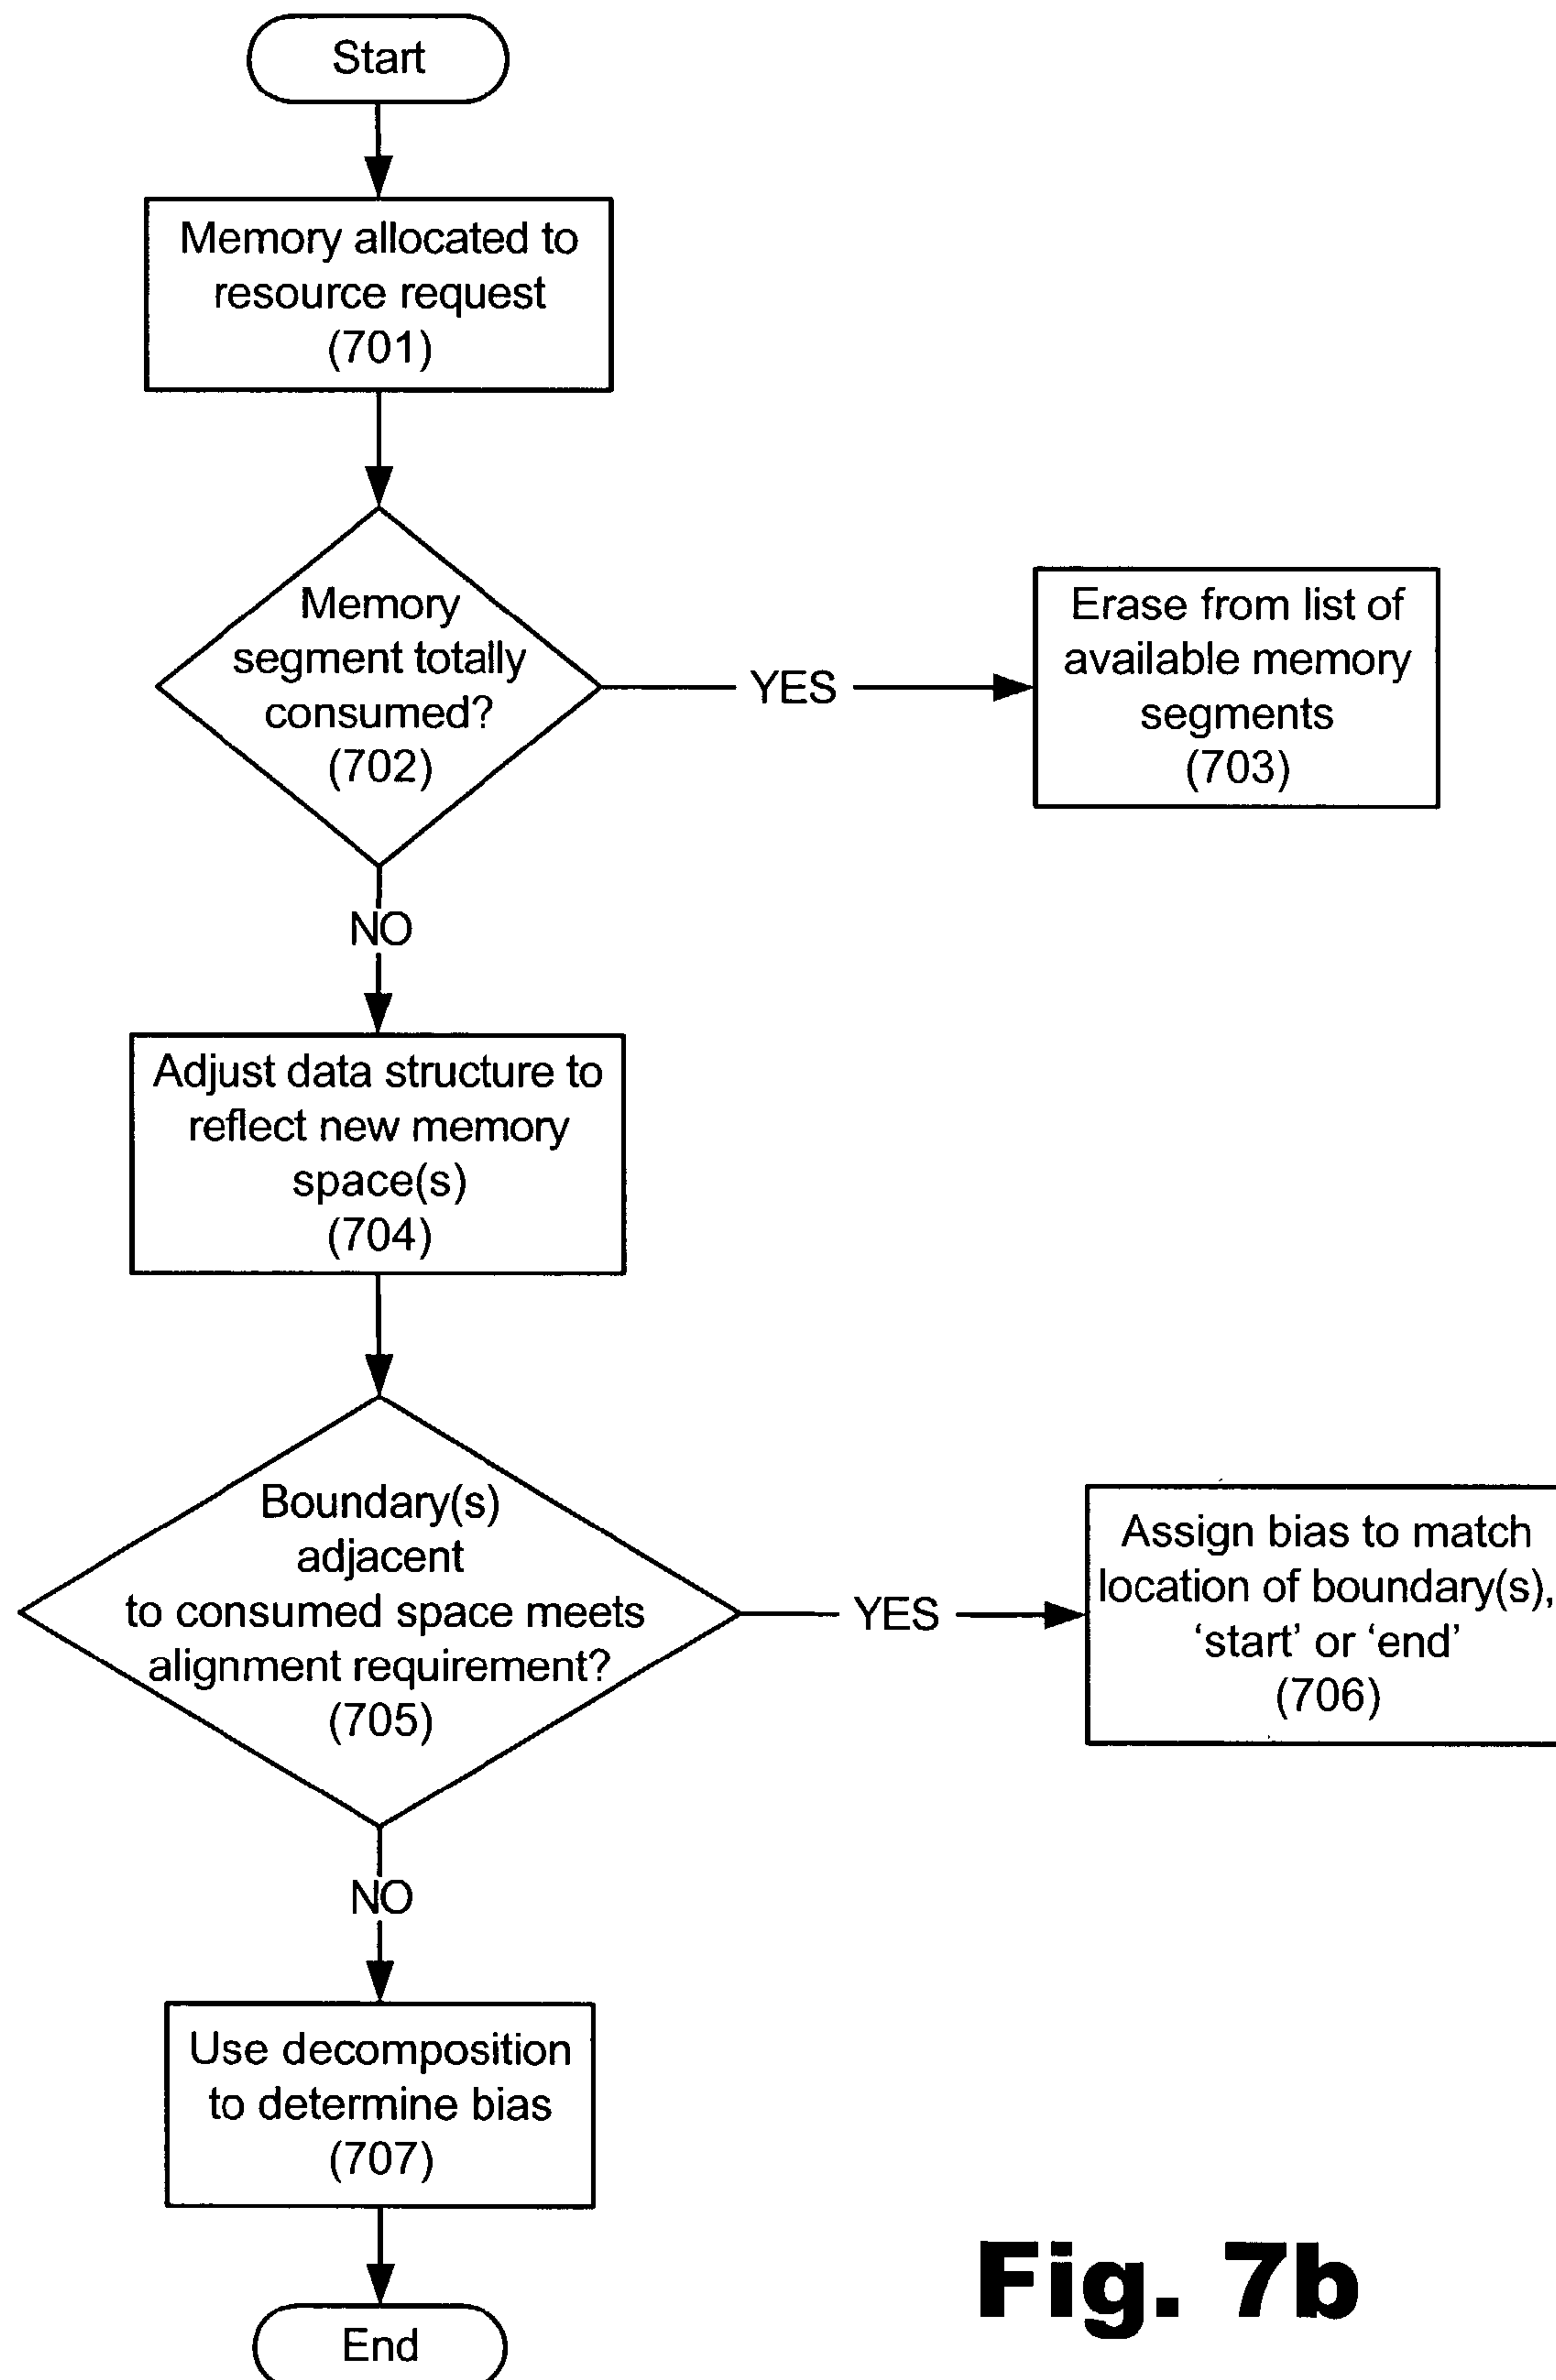 Start
Memory allocated to
resource request
(701)
Memory
segment totally
consumed?
(702)
YES
Erase from list of
available memory
segments
(703)
NO
Adjust data structure to
reflect new memory
space(s)
(704)
Boundary(s)
adjacent
to consumed space meets
alignment requirement?
(705)
YES
Assign bias to match
location of boundary(s),
‘start’ or ‘end’
(706)
NO
Use decomposition
to determine bias
(707)
End
Fig. 7b